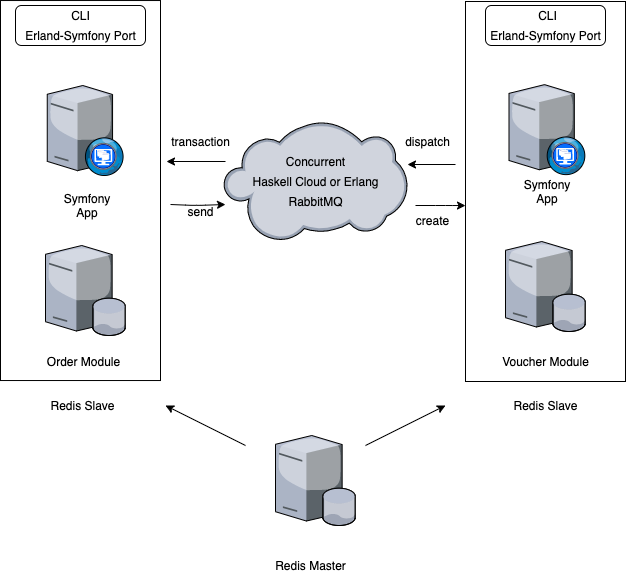 CLI
Erland-Symfony Port
CLI
Erland-Symfony Port
transaction
dispatch
Concurrent
Haskell Cloud or Erlang
RabbitMQ
Symfony
App
send
create
Symfony
App
Order Module
Voucher Module
Redis Slave
Redis Slave
Redis Master